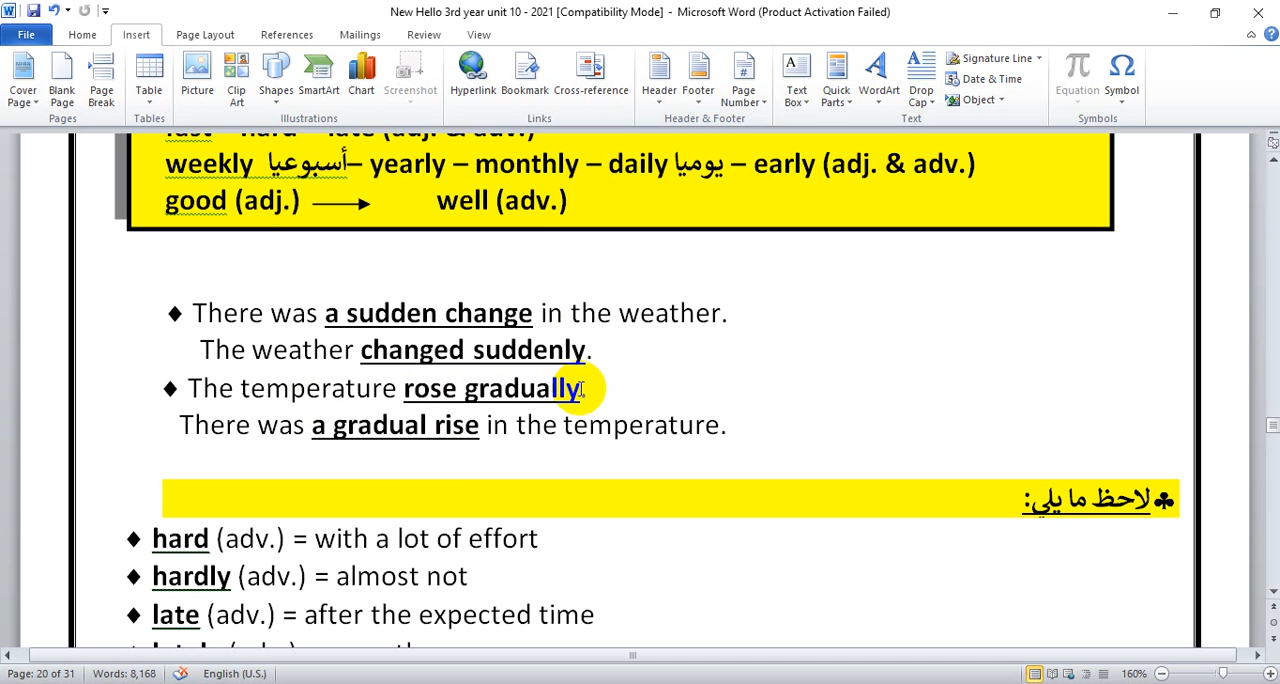 New Hello 3rd year unit 10 - 2021 [Compatibility Mode] - Microsoft Word (Product Activation Failed)
File Home Insert Page Layout References Mailings Review View
Cover Page Blank Page Page Break Table Picture Clip Art Shapes SmartArt Chart Screenshot Hyperlink Bookmark Cross-reference Header Footer Page Number Text Box Quick Parts WordArt Drop Cap Signature Line Date & Time Object Equation Symbol
Pages Tables Illustrations Links Header & Footer Text Symbols
fast – hard – late (adj. & adv.)
weekly أسبوعيا – yearly – monthly – daily يوميا – early (adj. & adv.)
good (adj.) → well (adv.)
♦ There was a sudden change in the weather.
The weather changed suddenly.
♦ The temperature rose gradually.
There was a gradual rise in the temperature.
♣ لاحظ ما يلي:
♦ hard (adv.) = with a lot of effort
♦ hardly (adv.) = almost not
♦ late (adv.) = after the expected time
Page: 20 of 31 Words: 8,168 English (U.S.) 160%